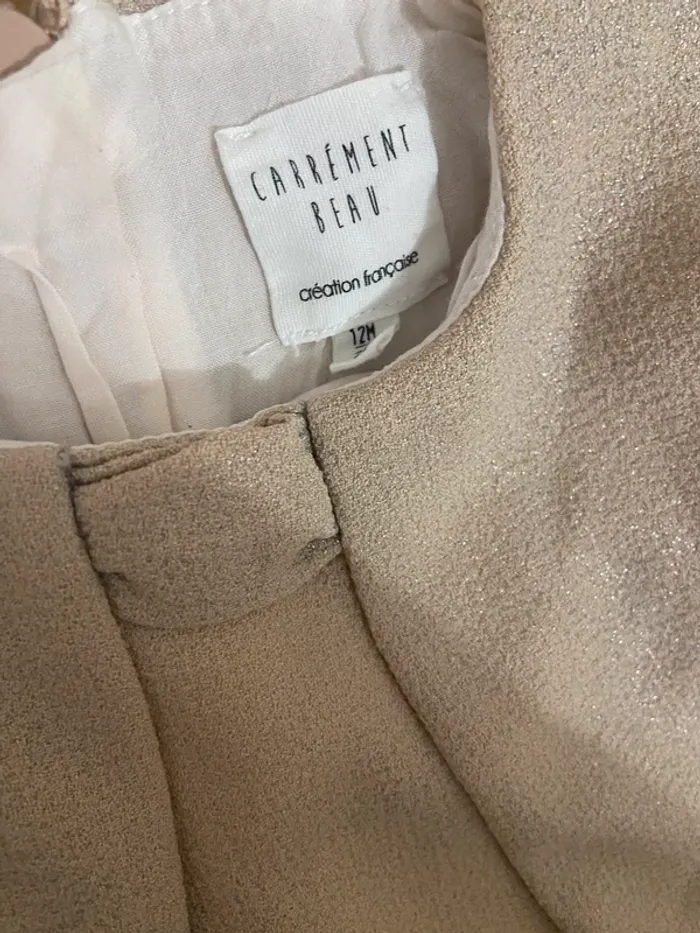 CARRÉMENT
BEAU
création française
12M